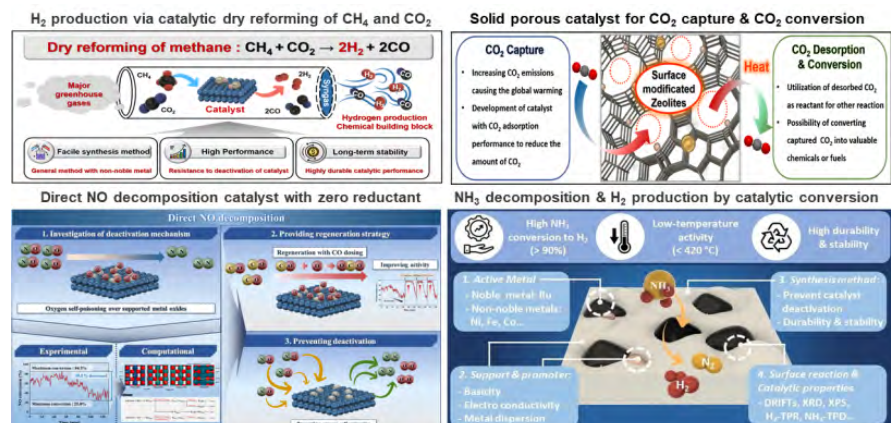 H₂ production via catalytic dry reforming of CH₄ and CO₂
Dry reforming of methane : CH₄ + CO₂ → 2H₂ + 2CO
Major
greenhouse
gases
CH₄
CO₂
Catalyst
2H₂
2CO
Syngas
H₂
CO
H₂
CO
H₂
CO
Hydrogen production
Chemical building block
Facile synthesis method
General method with non-noble metal
High Performance
Resistance to deactivation of catalyst
Long-term stability
Highly durable catalytic performance
Solid porous catalyst for CO₂ capture & CO₂ conversion
CO₂ Capture
• Increasing CO₂ emissions
causing the global warming
• Development of catalyst
with CO₂ adsorption
performance to reduce the
amount of CO₂
Surface
modificated
Zeolites
Heat
CO₂ Desorption
& Conversion
• Utilization of desorbed CO₂
as reactant for other reaction
• Possibility of converting
captured CO₂ into valuable
chemicals or fuels
Direct NO decomposition catalyst with zero reductant
Direct NO decomposition
1. Investigation of deactivation mechanism
Oxygen self-poisoning over supported metal oxides
Experimental
Computational
2. Providing regeneration strategy
Regeneration with CO dosing
Improving activity
3. Preventing deactivation
NH₃ decomposition & H₂ production by catalytic conversion
High NH₃
conversion to H₂
(> 90%)
Low-temperature
activity
(< 420 °C)
High durability
& stability
1. Active Metal
- Noble metal: Ru
- Non-noble metals:
Ni, Fe, Co...
NH₃
3. Synthesis method:
- Prevent catalyst
deactivation
- Durability & stability
N₂
H₂
2. Support & promoter:
- Basicity
- Electro conductivity
- Metal dispersion
4. Surface reaction &
Catalytic properties
- DRIFTs, XRD, XPS,
H₂-TPR, NH₃-TPD...